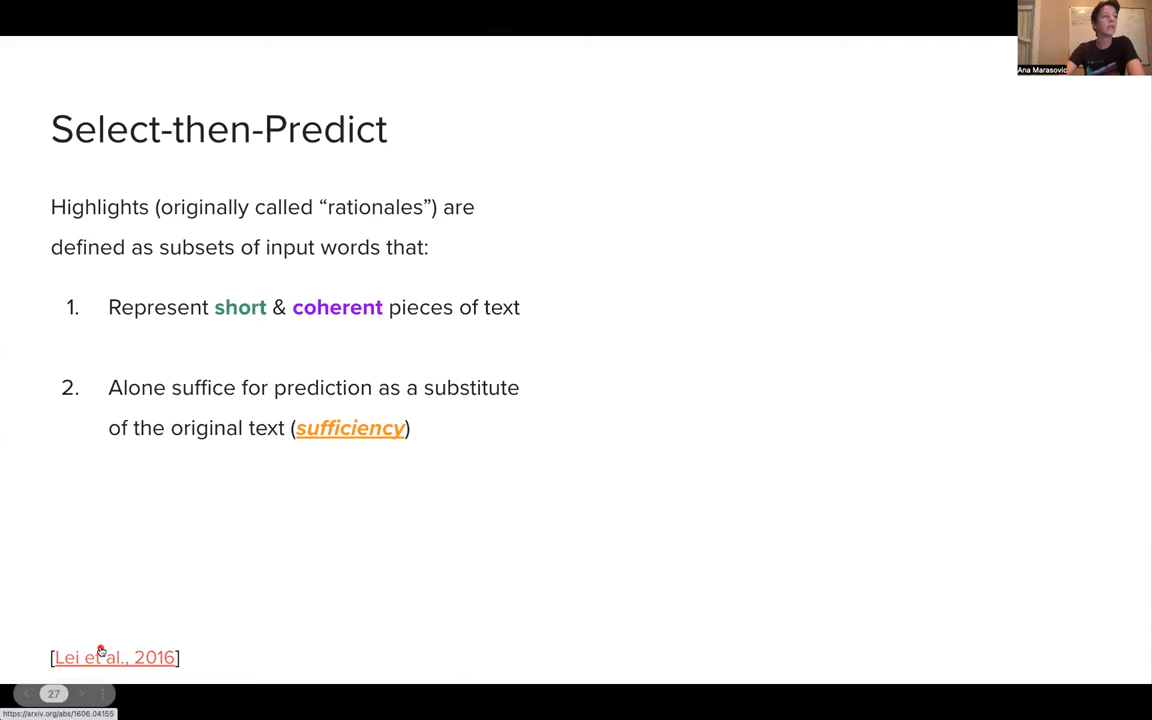 Ana Marasovic
Select-then-Predict
Highlights (originally called “rationales”) are
defined as subsets of input words that:
1. Represent short & coherent pieces of text
2. Alone suffice for prediction as a substitute
of the original text (sufficiency)
[Lei et al., 2016]
27
https://arxiv.org/abs/1606.04155